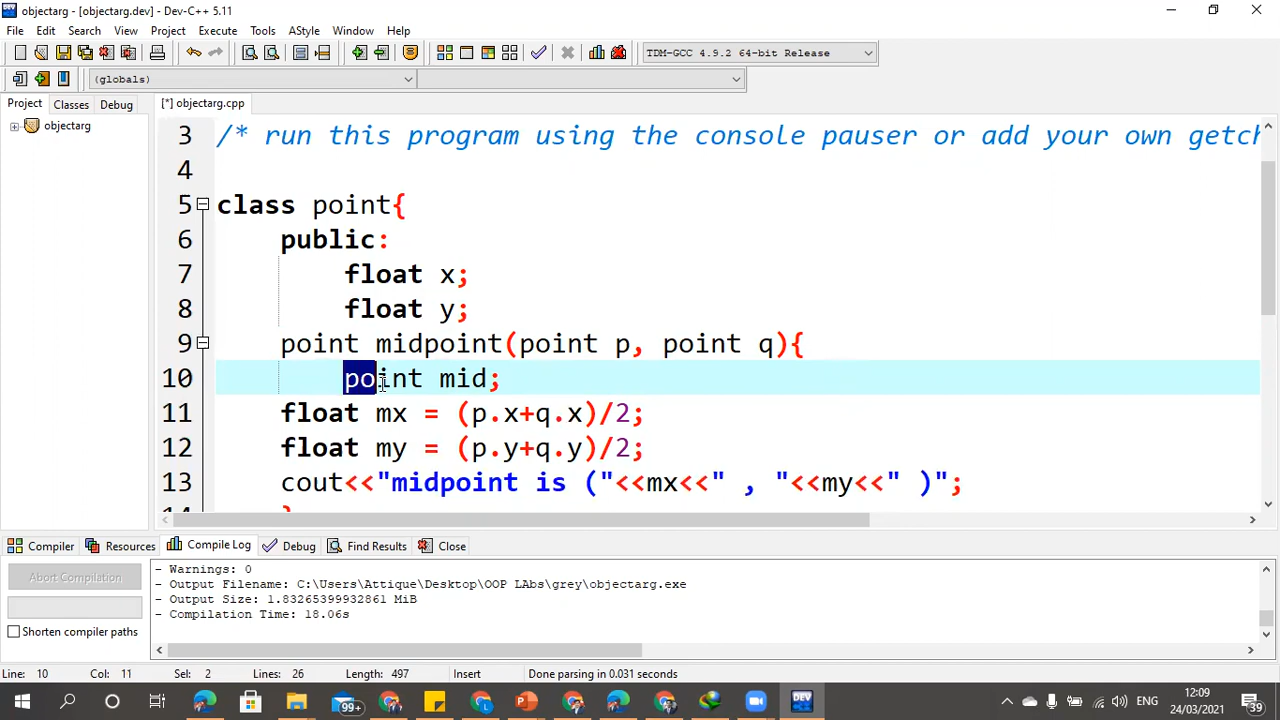 objectarg - [objectarg.dev] - Dev-C++ 5.11
File Edit Search View Project Execute Tools AStyle Window Help
TDM-GCC 4.9.2 64-bit Release
(globals)
Project Classes Debug
[*] objectarg.cpp
objectarg
3 /* run this program using the console pauser or add your own getch
4
5 class point{
6 public:
7 float x;
8 float y;
9 point midpoint(point p, point q){
10 point mid;
11 float mx = (p.x+q.x)/2;
12 float my = (p.y+q.y)/2;
13 cout<<"midpoint is ("<<mx<<" , "<<my<<" )";
14 }
Compiler Resources Compile Log Debug Find Results Close
Abort Compilation
Shorten compiler paths
- Warnings: 0
- Output Filename: C:\Users\Attique\Desktop\OOP LAbs\grey\objectarg.exe
- Output Size: 1.83265399932861 MiB
- Compilation Time: 18.06s
Line: 10 Col: 11 Sel: 2 Lines: 26 Length: 497 Insert Done parsing in 0.031 seconds
99+
ENG
12:09
24/03/2021
39